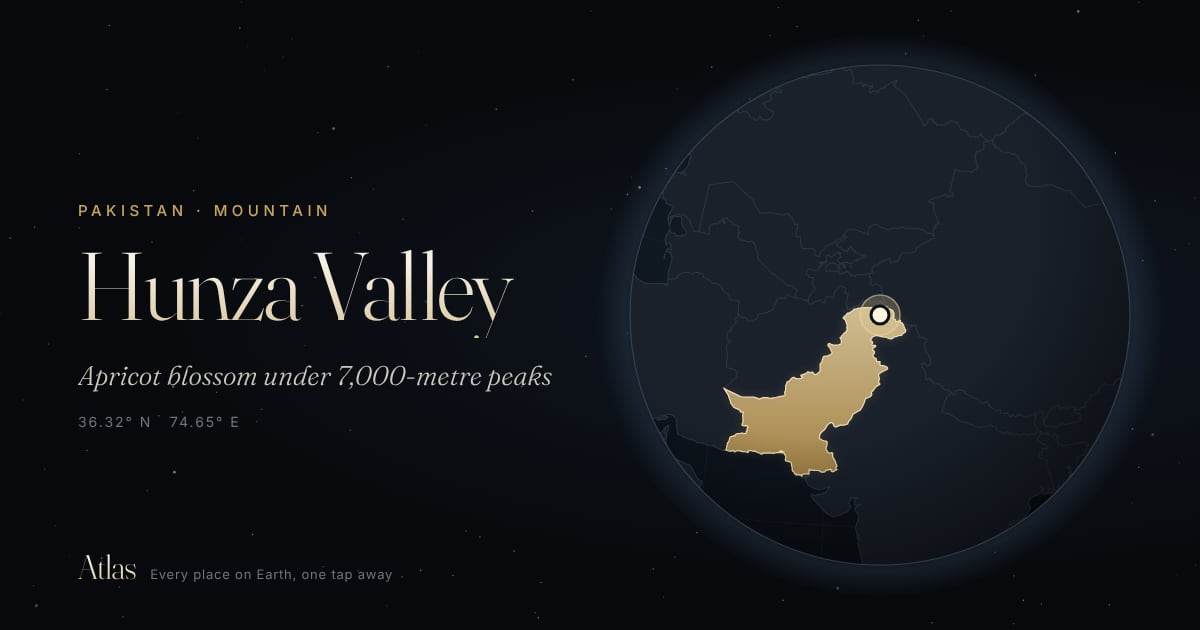 PAKISTAN · MOUNTAIN
Hunza Valley
Apricot blossom under 7,000-metre peaks
36.32° N 74.65° E
Atlas Every place on Earth, one tap away